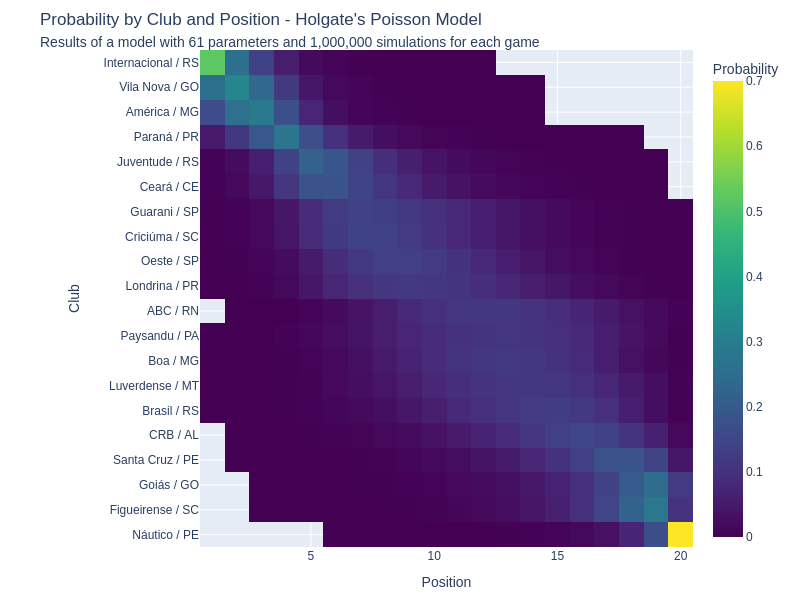 Probability by Club and Position - Holgate's Poisson Model
Results of a model with 61 parameters and 1,000,000 simulations for each game
Probability
0.7
0.6
0.5
0.4
0.3
0.2
0.1
0
Club
Internacional / RS
Vila Nova / GO
América / MG
Paraná / PR
Juventude / RS
Ceará / CE
Guarani / SP
Criciúma / SC
Oeste / SP
Londrina / PR
ABC / RN
Paysandu / PA
Boa / MG
Luverdense / MT
Brasil / RS
CRB / AL
Santa Cruz / PE
Goiás / GO
Figueirense / SC
Náutico / PE
5 10 15 20
Position